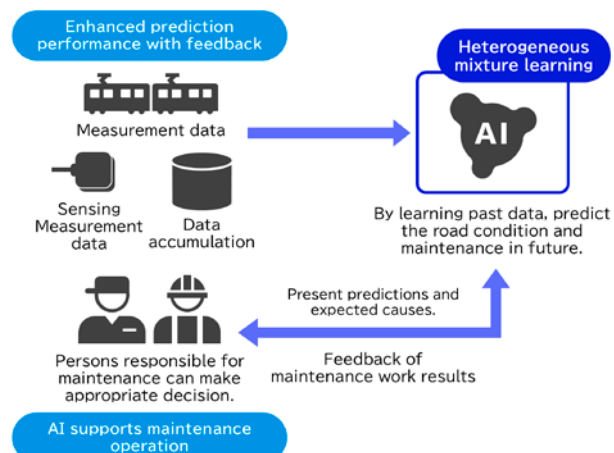 Enhanced prediction
performance with feedback
Measurement data
Sensing
Measurement
data
Data
accumulation
Heterogeneous
mixture learning
AI
By learning past data, predict
the road condition and
maintenance in future.
Present predictions and
expected causes.
Feedback of
maintenance work results
Persons responsible for
maintenance can make
appropriate decision.
AI supports maintenance
operation